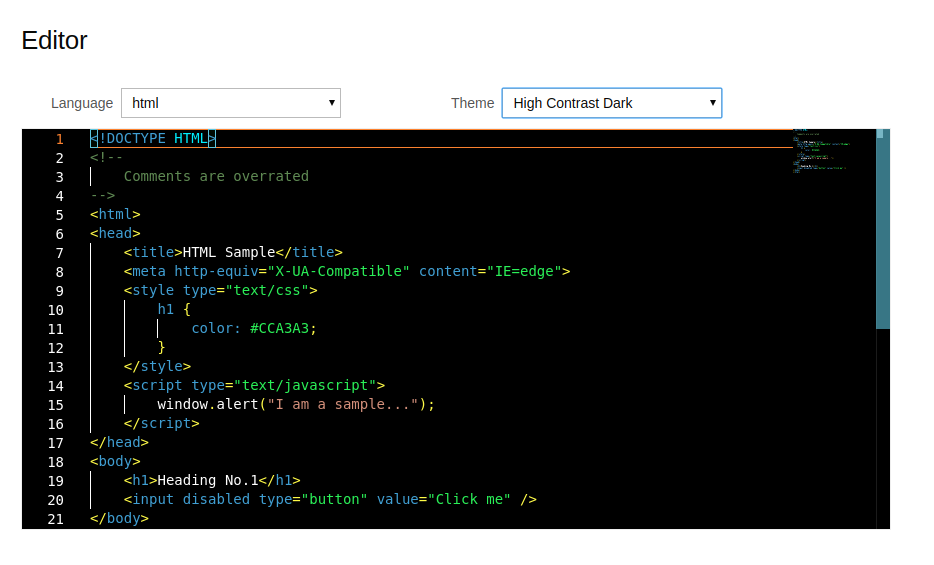 Editor
Language html Theme High Contrast Dark
1 <!DOCTYPE HTML>
2 <!--
3     Comments are overrated
4 -->
5 <html>
6 <head>
7     <title>HTML Sample</title>
8     <meta http-equiv="X-UA-Compatible" content="IE=edge">
9     <style type="text/css">
10         h1 {
11             color: #CCA3A3;
12         }
13     </style>
14     <script type="text/javascript">
15         window.alert("I am a sample...");
16     </script>
17 </head>
18 <body>
19     <h1>Heading No.1</h1>
20     <input disabled type="button" value="Click me" />
21 </body>